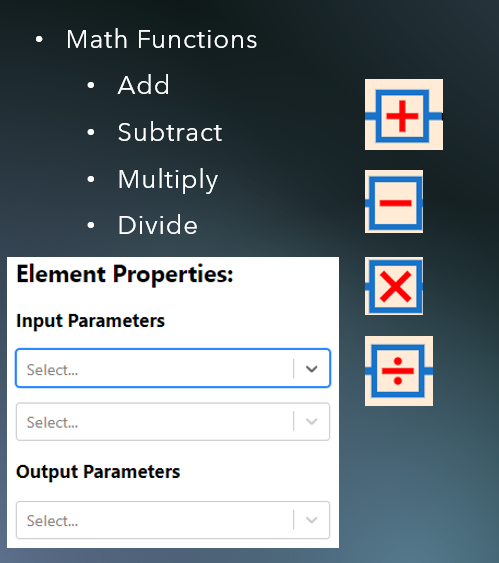 • Math Functions
• Add
• Subtract
• Multiply
• Divide
Element Properties:
Input Parameters
Select...
Select...
Output Parameters
Select...